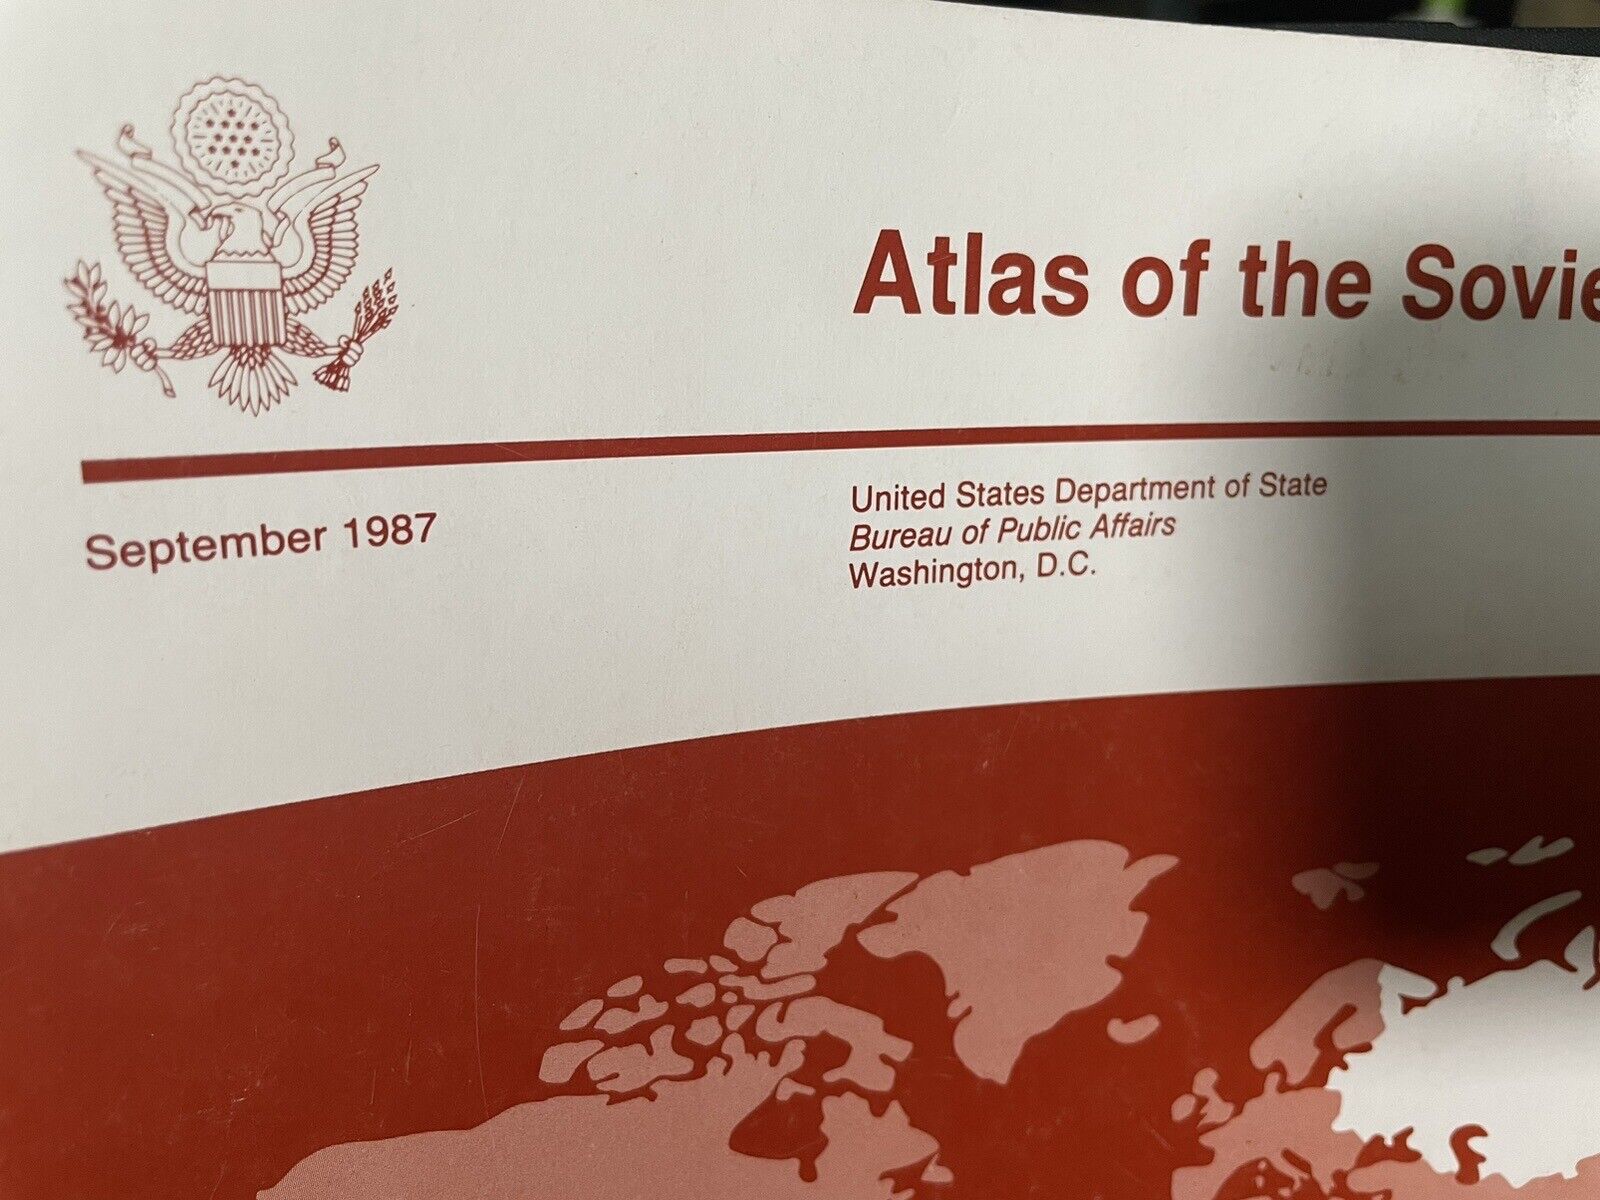 Atlas of the Sovie
September 1987
United States Department of State
Bureau of Public Affairs
Washington, D.C.